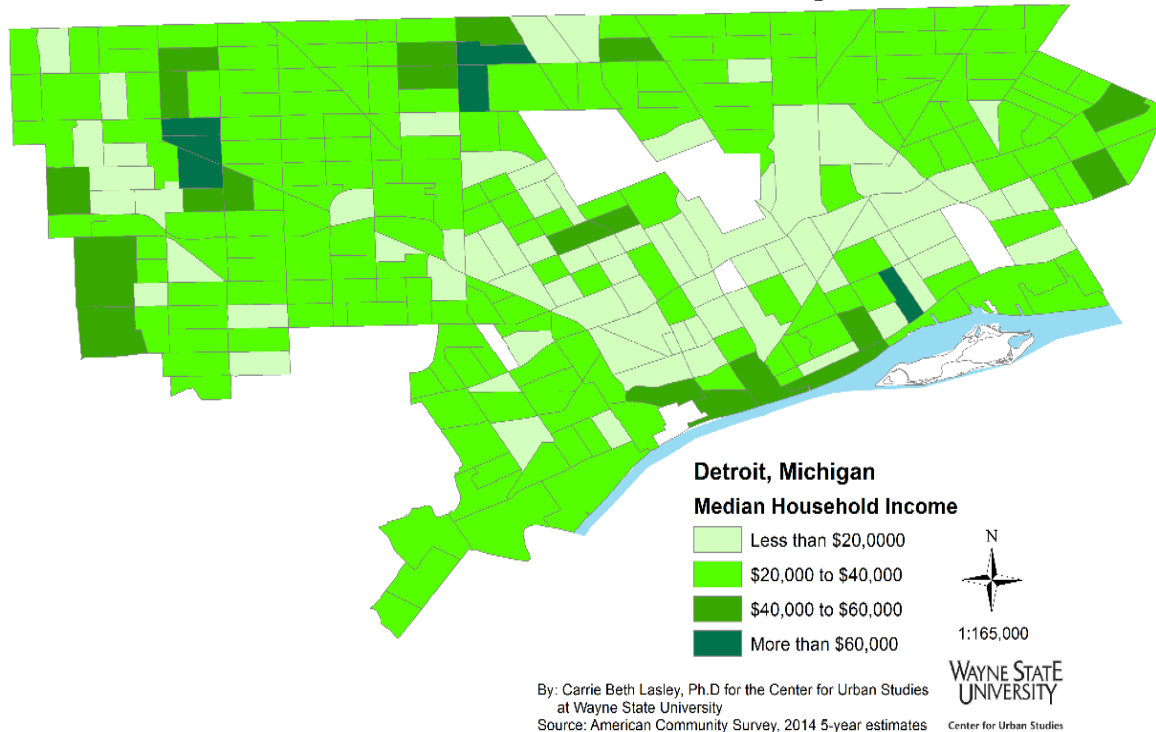 Detroit, Michigan
Median Household Income
Less than $20,0000
$20,000 to $40,000
$40,000 to $60,000
More than $60,000
N
1:165,000
WAYNE STATE
UNIVERSITY
Center for Urban Studies
By: Carrie Beth Lasley, Ph.D for the Center for Urban Studies
at Wayne State University
Source: American Community Survey, 2014 5-year estimates